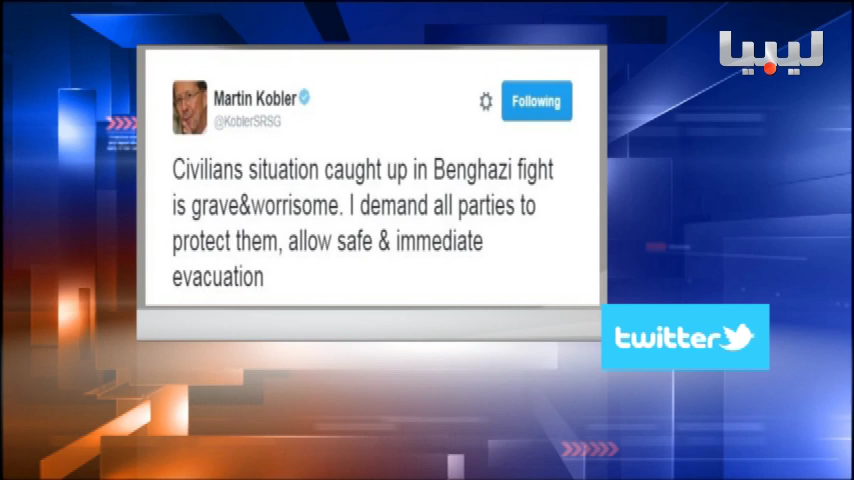 ليبيا
Martin Kobler
@KoblerSRSG
Following
Civilians situation caught up in Benghazi fight
is grave&worrisome. I demand all parties to
protect them, allow safe & immediate
evacuation
twitter